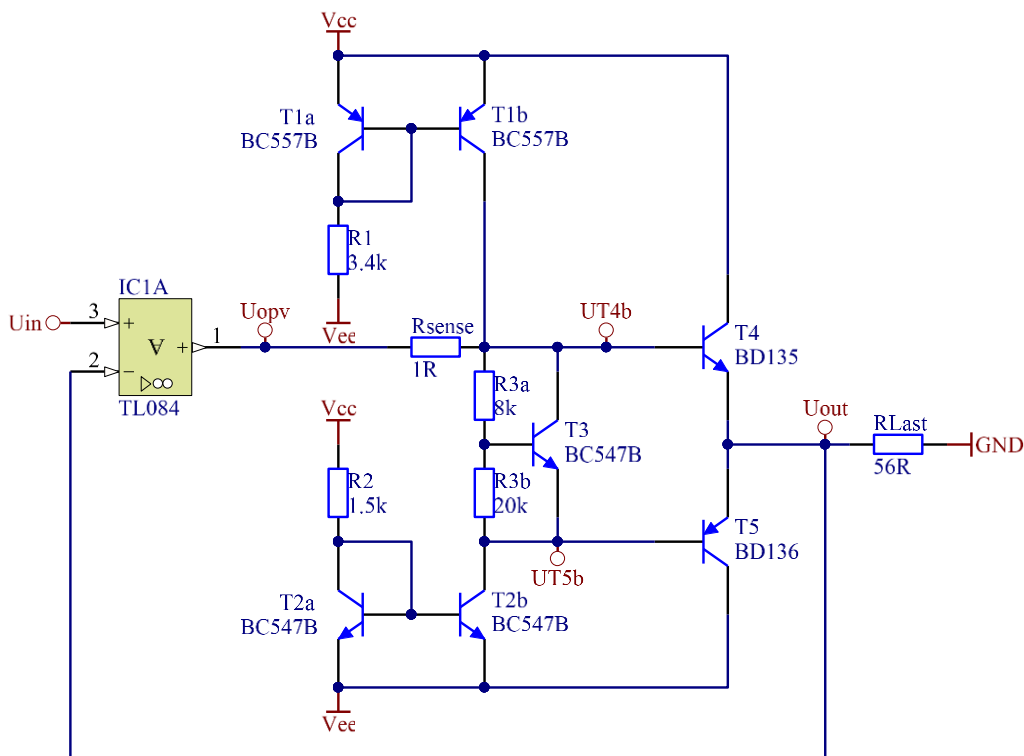 Vcc
T1a
BC557B
T1b
BC557B
R1
3.4k
Vee
IC1A
Uin
3
+
2
−
∀
+
1
▷○○
TL084
Uopv
Rsense
1R
UT4b
T4
BD135
R3a
8k
Vcc
T3
BC547B
Uout
RLast
56R
GND
R2
1.5k
R3b
20k
T5
BD136
UT5b
T2a
BC547B
T2b
BC547B
Vee